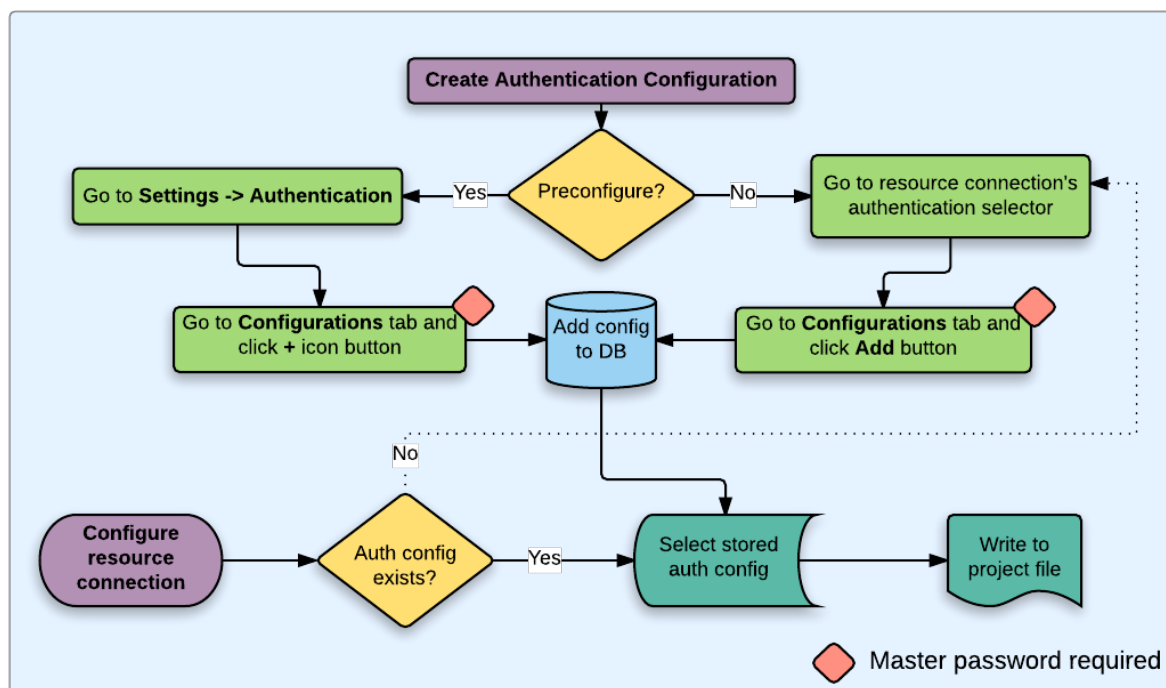 Create Authentication Configuration
Preconfigure?
Yes
No
Go to Settings -> Authentication
Go to resource connection's
authentication selector
Go to Configurations tab and
click + icon button
Add config
to DB
Go to Configurations tab and
click Add button
No
Configure
resource
connection
Auth config
exists?
Yes
Select stored
auth config
Write to
project file
Master password required